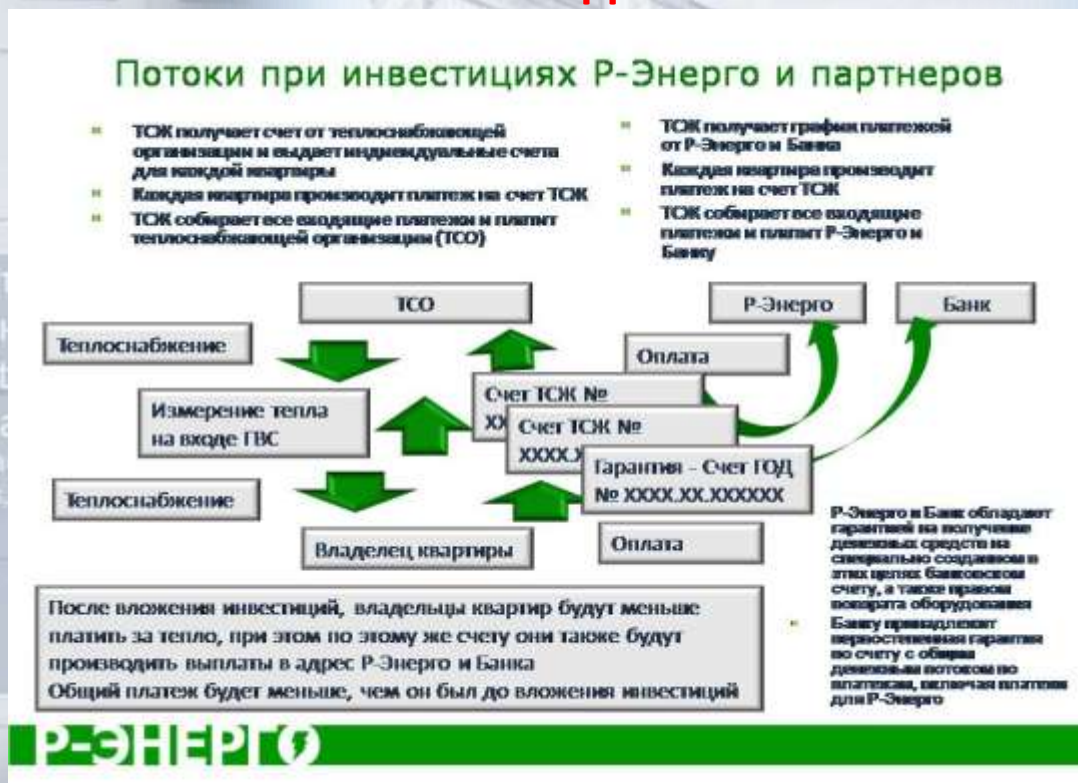 Потоки при инвестициях Р-Энерго и партнеров
ТСЖ получает счет от теплоснабжающей
организации и выдает индивидуальные счета
для каждой квартиры
Каждая квартира производит платеж на счет ТСЖ
ТСЖ собирает все входящие платежи и платит
теплоснабжающей организации (ТСО)
ТСЖ получает график платежей
от Р-Энерго и Банка
Каждая квартира производит
платеж на счет ТСЖ
ТСЖ собирает все входящие
платежи и платит Р-Энерго и
Банку
ТСО
Р-Энерго
Банк
Теплоснабжение
Оплата
Измерение тепла
на входе ГВС
Счет ТСЖ №
XX
Счет ТСЖ №
XXXX.X
Гарантия - Счет ГОД
№ XXXX.XX.XXXXXX
Теплоснабжение
Владелец квартиры
Оплата
Р-Энерго и Банк обладают
гарантией на получение
денежных средств на
специально созданном в
этих целях банковском
счету, а также правом
возврата оборудования
Банку принадлежит
первостепенная гарантия
по счету с общим
денежным потоком по
платежам, включая платежи
для Р-Энерго
После вложения инвестиций, владельцы квартир будут меньше
платить за тепло, при этом по этому же счету они также будут
производить выплаты в адрес Р-Энерго и Банка
Общий платеж будет меньше, чем он был до вложения инвестиций
Р-ЭНЕРГО